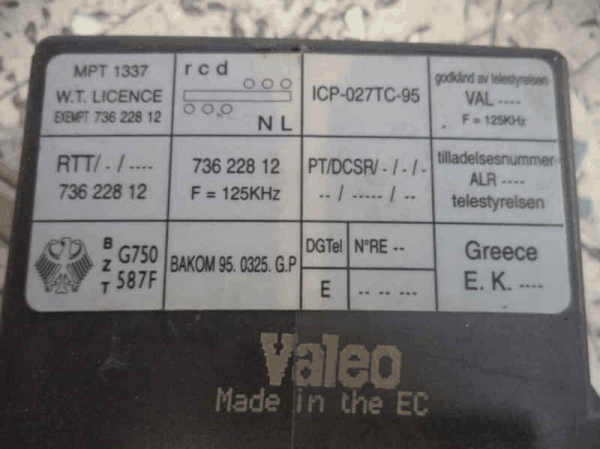 MPT 1337
W.T. LICENCE
EXEMPT 736 228 12
r c d
N L
ICP-027TC-95
godkänd av telestyrelsen
VAL ----
F = 125KHz
RTT/ - / ----
736 228 12
736 228 12
F = 125KHz
PT/DCSR/ - / - / -
-- / ----- / --
tilladelsesnummer
ALR ----
telestyrelsen
B
Z
T
G750
587F
BAKOM 95. 0325. G.P
DGTel
N°RE --
E
-- -- ---
Greece
E. K. ----
Valeo
Made in the EC